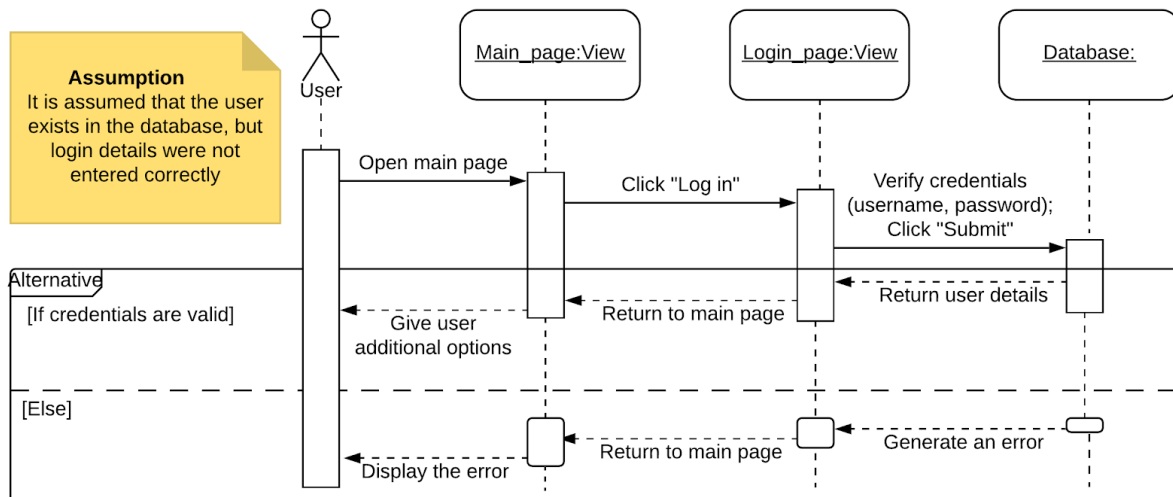 Assumption
It is assumed that the user
exists in the database, but
login details were not
entered correctly
User
Main_page:View
Login_page:View
Database:
Open main page
Click "Log in"
Verify credentials
(username, password);
Click "Submit"
Alternative
[If credentials are valid]
Return user details
Return to main page
Give user
additional options
[Else]
Generate an error
Return to main page
Display the error